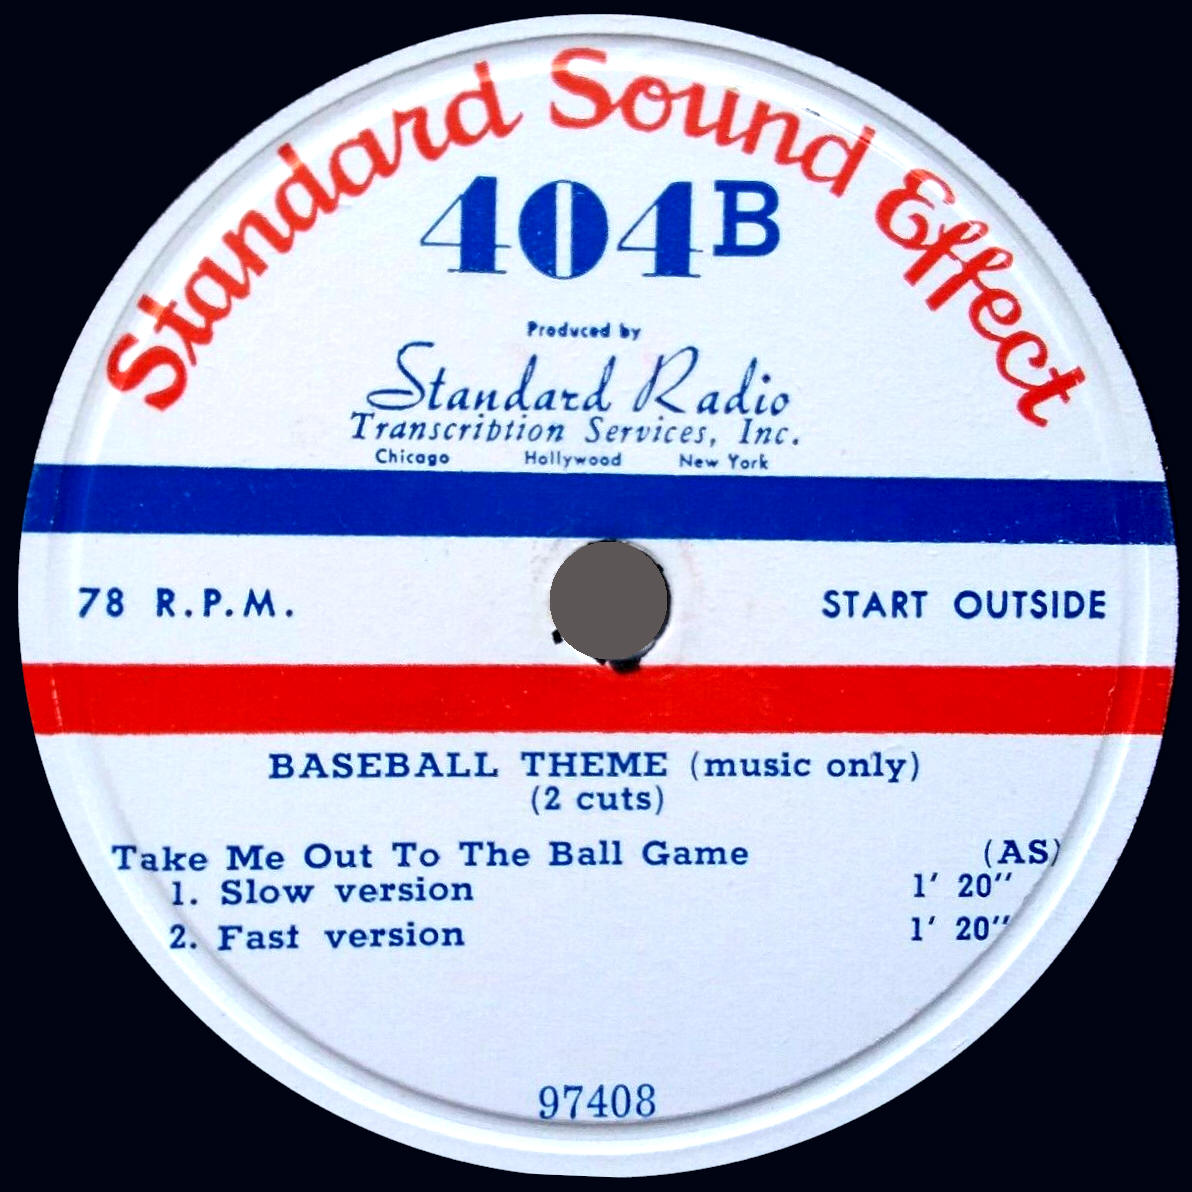 Standard Sound Effect
404B
Produced by
Standard Radio
Transcribtion Services, Inc.
Chicago Hollywood New York
78 R.P.M. START OUTSIDE
BASEBALL THEME (music only)
(2 cuts)
Take Me Out To The Ball Game (AS)
1. Slow version 1' 20"
2. Fast version 1' 20"
97408